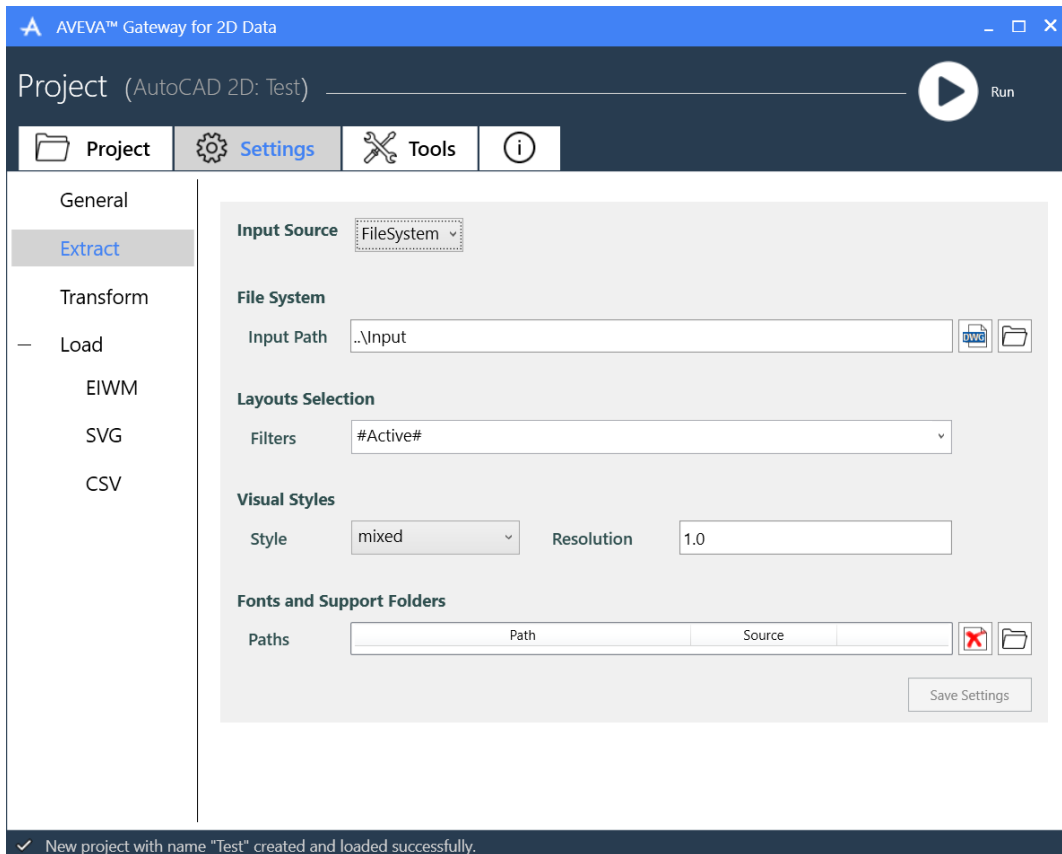 AVEVA™ Gateway for 2D Data
Project (AutoCAD 2D: Test)
Run
Project
Settings
Tools
General
Extract
Transform
Load
EIWM
SVG
CSV
Input Source FileSystem
File System
Input Path ..\Input
DWG
Layouts Selection
Filters #Active#
Visual Styles
Style mixed Resolution 1.0
Fonts and Support Folders
Paths Path Source
Save Settings
New project with name "Test" created and loaded successfully.